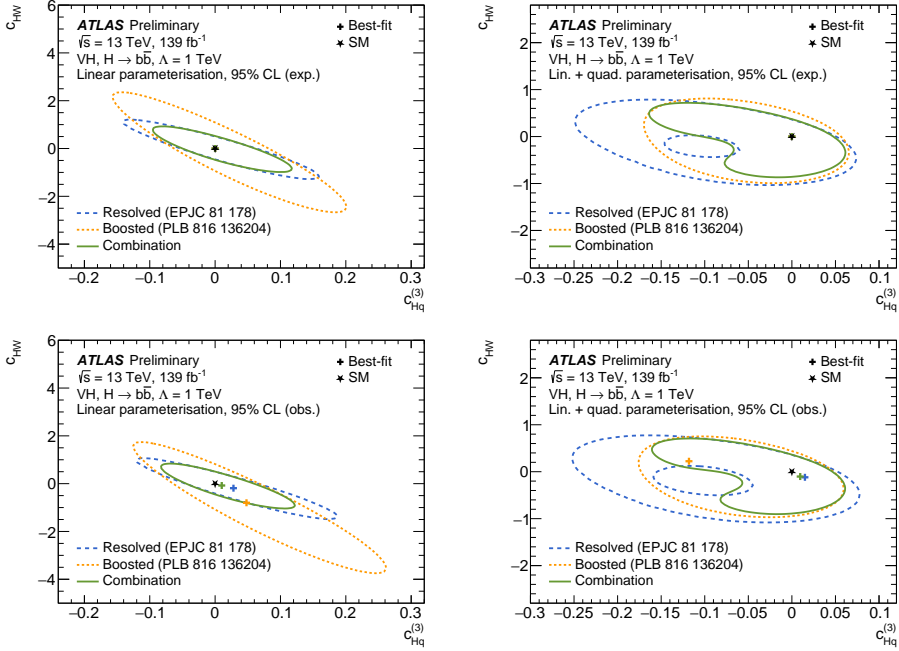 c_HW
ATLAS Preliminary
√s = 13 TeV, 139 fb⁻¹
VH, H → bb̅, Λ = 1 TeV
Linear parameterisation, 95% CL (exp.)
Best-fit
SM
Resolved (EPJC 81 178)
Boosted (PLB 816 136204)
Combination
6
4
2
0
−2
−4
−0.2 −0.1 0 0.1 0.2 0.3
c_Hq^(3)
c_HW
ATLAS Preliminary
√s = 13 TeV, 139 fb⁻¹
VH, H → bb̅, Λ = 1 TeV
Lin. + quad. parameterisation, 95% CL (exp.)
Best-fit
SM
Resolved (EPJC 81 178)
Boosted (PLB 816 136204)
Combination
2
1
0
−1
−2
−0.3 −0.25 −0.2 −0.15 −0.1 −0.05 0 0.05 0.1
c_Hq^(3)
c_HW
ATLAS Preliminary
√s = 13 TeV, 139 fb⁻¹
VH, H → bb̅, Λ = 1 TeV
Linear parameterisation, 95% CL (obs.)
Best-fit
SM
Resolved (EPJC 81 178)
Boosted (PLB 816 136204)
Combination
6
4
2
0
−2
−4
−0.2 −0.1 0 0.1 0.2 0.3
c_Hq^(3)
c_HW
ATLAS Preliminary
√s = 13 TeV, 139 fb⁻¹
VH, H → bb̅, Λ = 1 TeV
Lin. + quad. parameterisation, 95% CL (obs.)
Best-fit
SM
Resolved (EPJC 81 178)
Boosted (PLB 816 136204)
Combination
2
1
0
−1
−2
−0.3 −0.25 −0.2 −0.15 −0.1 −0.05 0 0.05 0.1
c_Hq^(3)